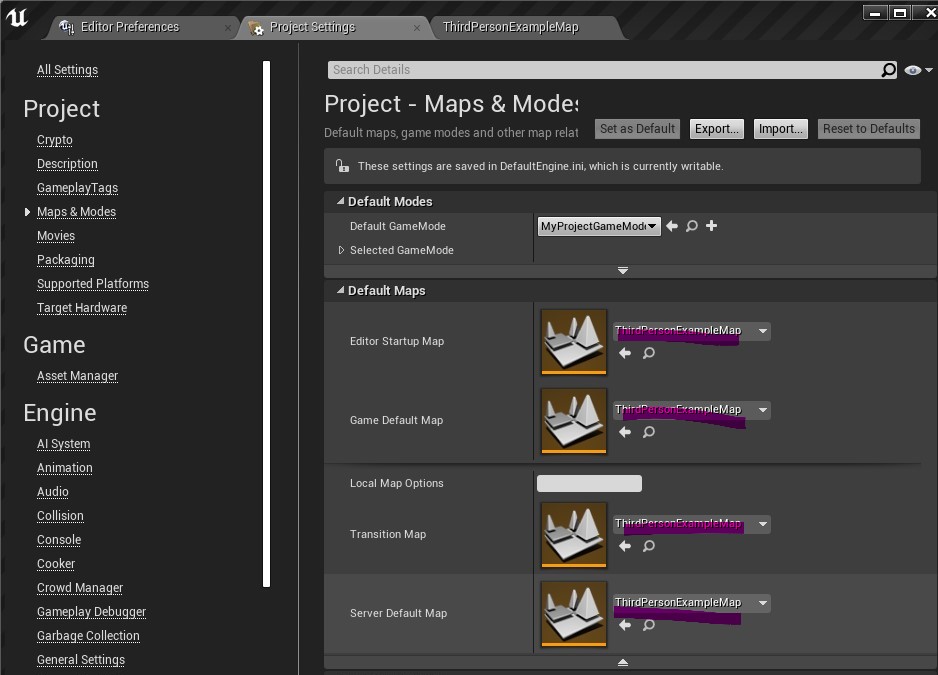 Editor Preferences
Project Settings
ThirdPersonExampleMap
All Settings
Project
Crypto
Description
GameplayTags
Maps & Modes
Movies
Packaging
Supported Platforms
Target Hardware
Game
Asset Manager
Engine
AI System
Animation
Audio
Collision
Console
Cooker
Crowd Manager
Gameplay Debugger
Garbage Collection
General Settings
Search Details
Project - Maps & Modes
Default maps, game modes and other map relat
Set as Default
Export...
Import...
Reset to Defaults
These settings are saved in DefaultEngine.ini, which is currently writable.
Default Modes
Default GameMode
MyProjectGameMode
Selected GameMode
Default Maps
Editor Startup Map
ThirdPersonExampleMap
Game Default Map
ThirdPersonExampleMap
Local Map Options
Transition Map
ThirdPersonExampleMap
Server Default Map
ThirdPersonExampleMap